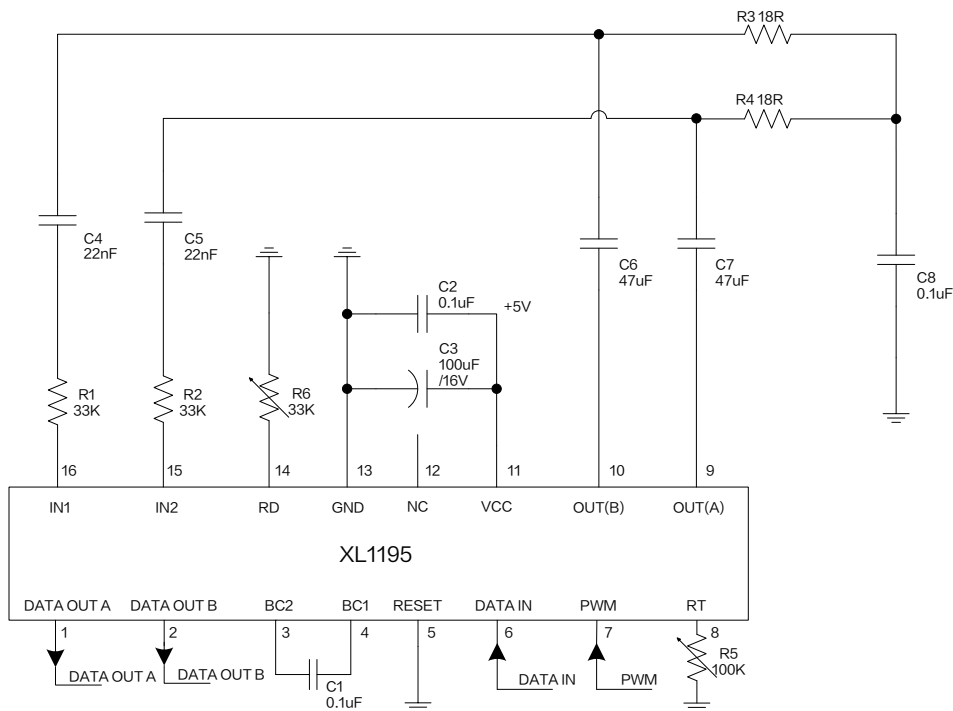 R3 18R
R4 18R
C4
22nF
C5
22nF
C6
47uF
C7
47uF
C8
0.1uF
C2
0.1uF
+5V
C3
100uF
/16V
R1
33K
R2
33K
R6
33K
16
15
14
13
12
11
10
9
IN1
IN2
RD
GND
NC
VCC
OUT(B)
OUT(A)
XL1195
DATA OUT A
DATA OUT B
BC2
BC1
RESET
DATA IN
PWM
RT
1
2
3
4
5
6
7
8
R5
100K
DATA OUT A
DATA OUT B
C1
0.1uF
DATA IN
PWM